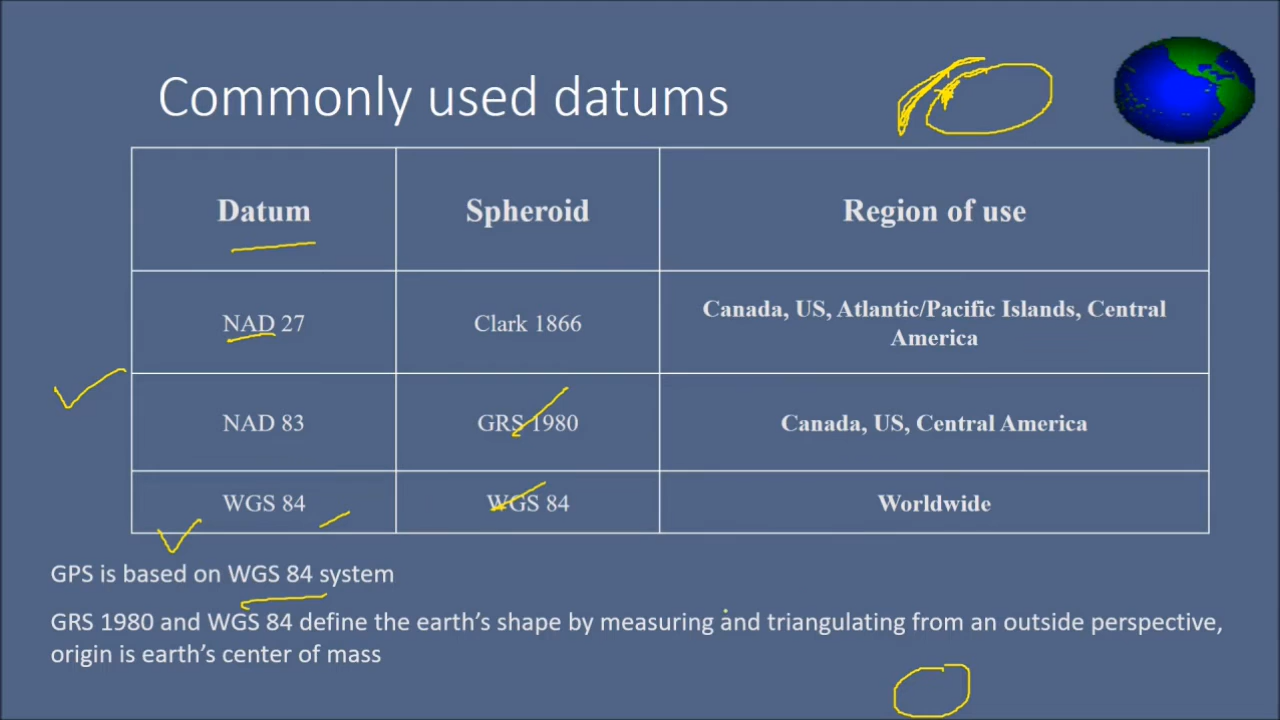 Commonly used datums
Datum Spheroid Region of use
NAD 27 Clark 1866 Canada, US, Atlantic/Pacific Islands, Central
America
NAD 83 GRS 1980 Canada, US, Central America
WGS 84 WGS 84 Worldwide
GPS is based on WGS 84 system
GRS 1980 and WGS 84 define the earth’s shape by measuring and triangulating from an outside perspective,
origin is earth’s center of mass